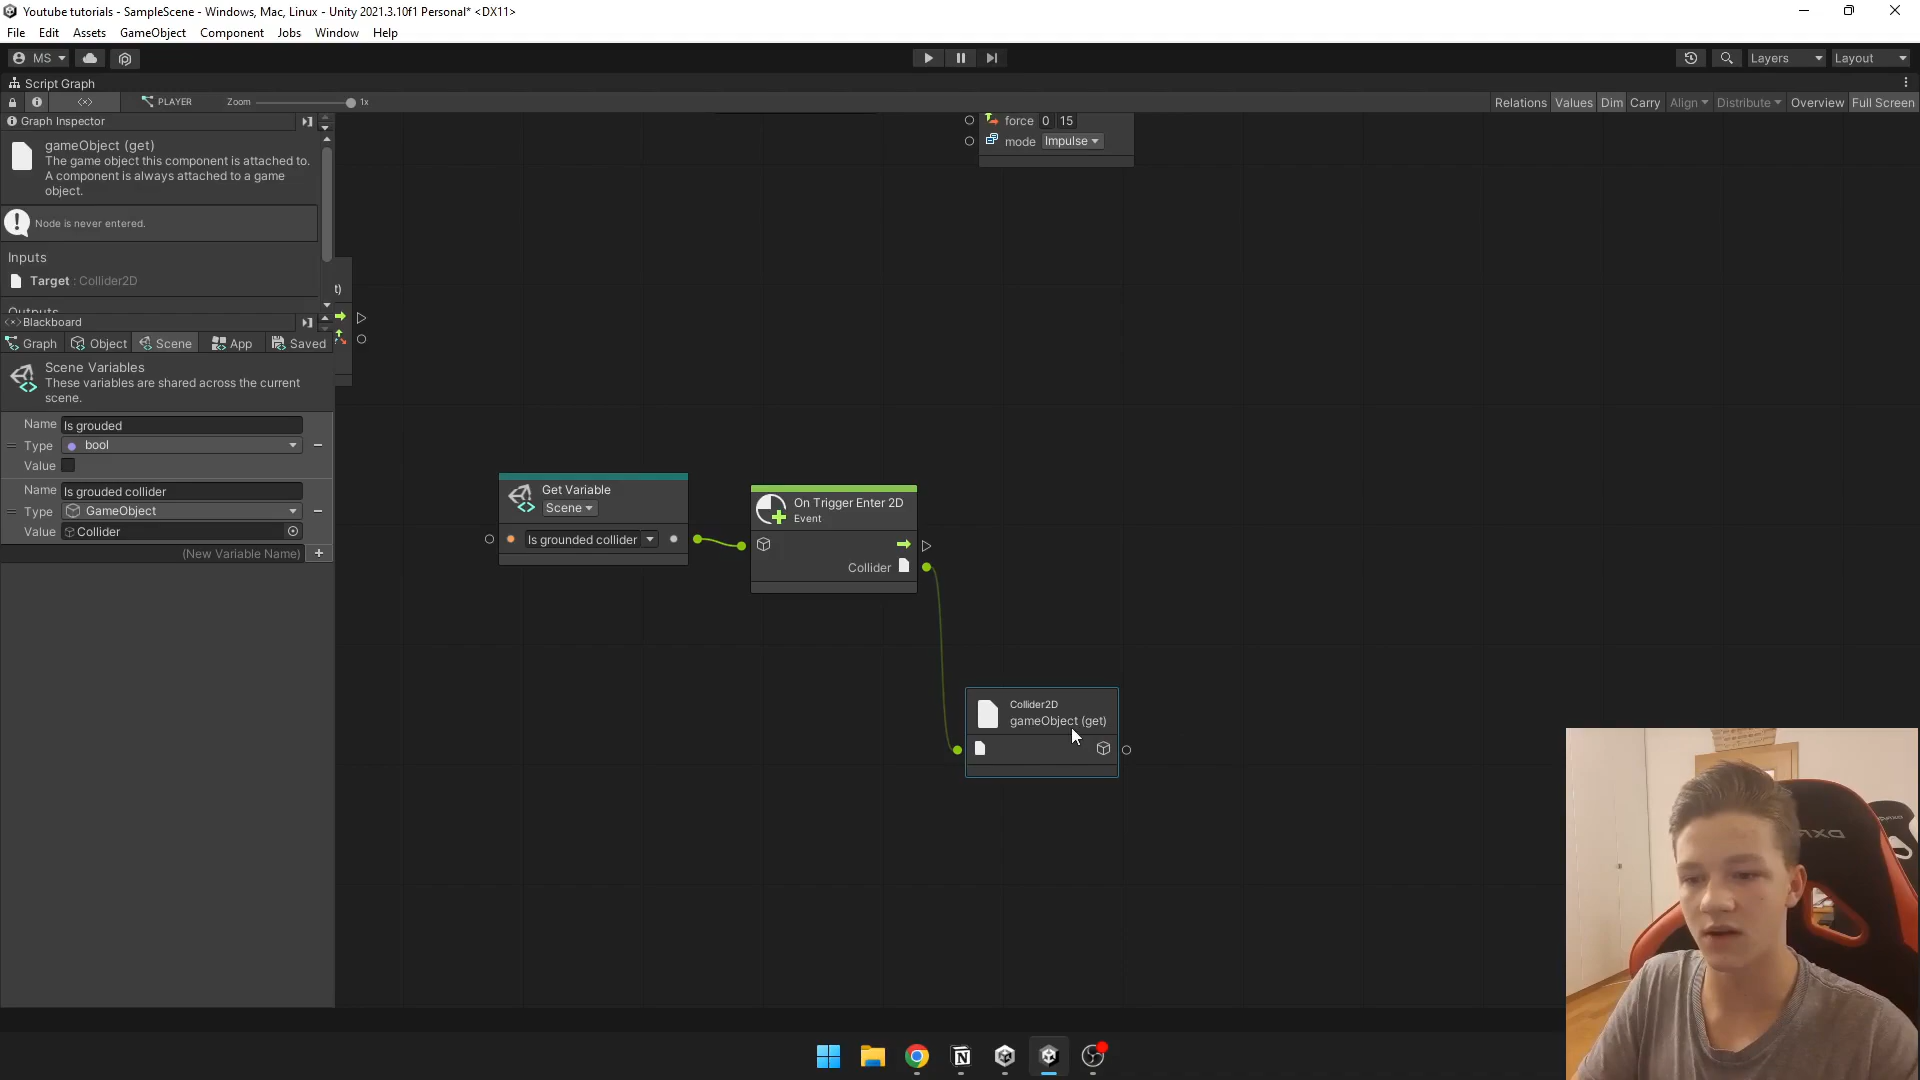 Youtube tutorials - SampleScene - Windows, Mac, Linux - Unity 2021.3.10f1 Personal* <DX11>
File Edit Assets GameObject Component Jobs Window Help
MS Layers Layout
Script Graph
PLAYER Zoom 1x Relations Values Dim Carry Align Distribute Overview Full Screen
Graph Inspector
gameObject (get)
The game object this component is attached to.
A component is always attached to a game
object.
Node is never entered.
Inputs
Target : Collider2D
Outputs
Blackboard
Graph Object Scene App Saved
Scene Variables
These variables are shared across the current
scene.
Name Is grouded
Type bool
Value
Name Is grouded collider
Type GameObject
Value Collider
(New Variable Name)
t)
force 0 15
mode Impulse
Get Variable
Scene
Is grounded collider
On Trigger Enter 2D
Event
Collider
Collider2D
gameObject (get)
DXRACER